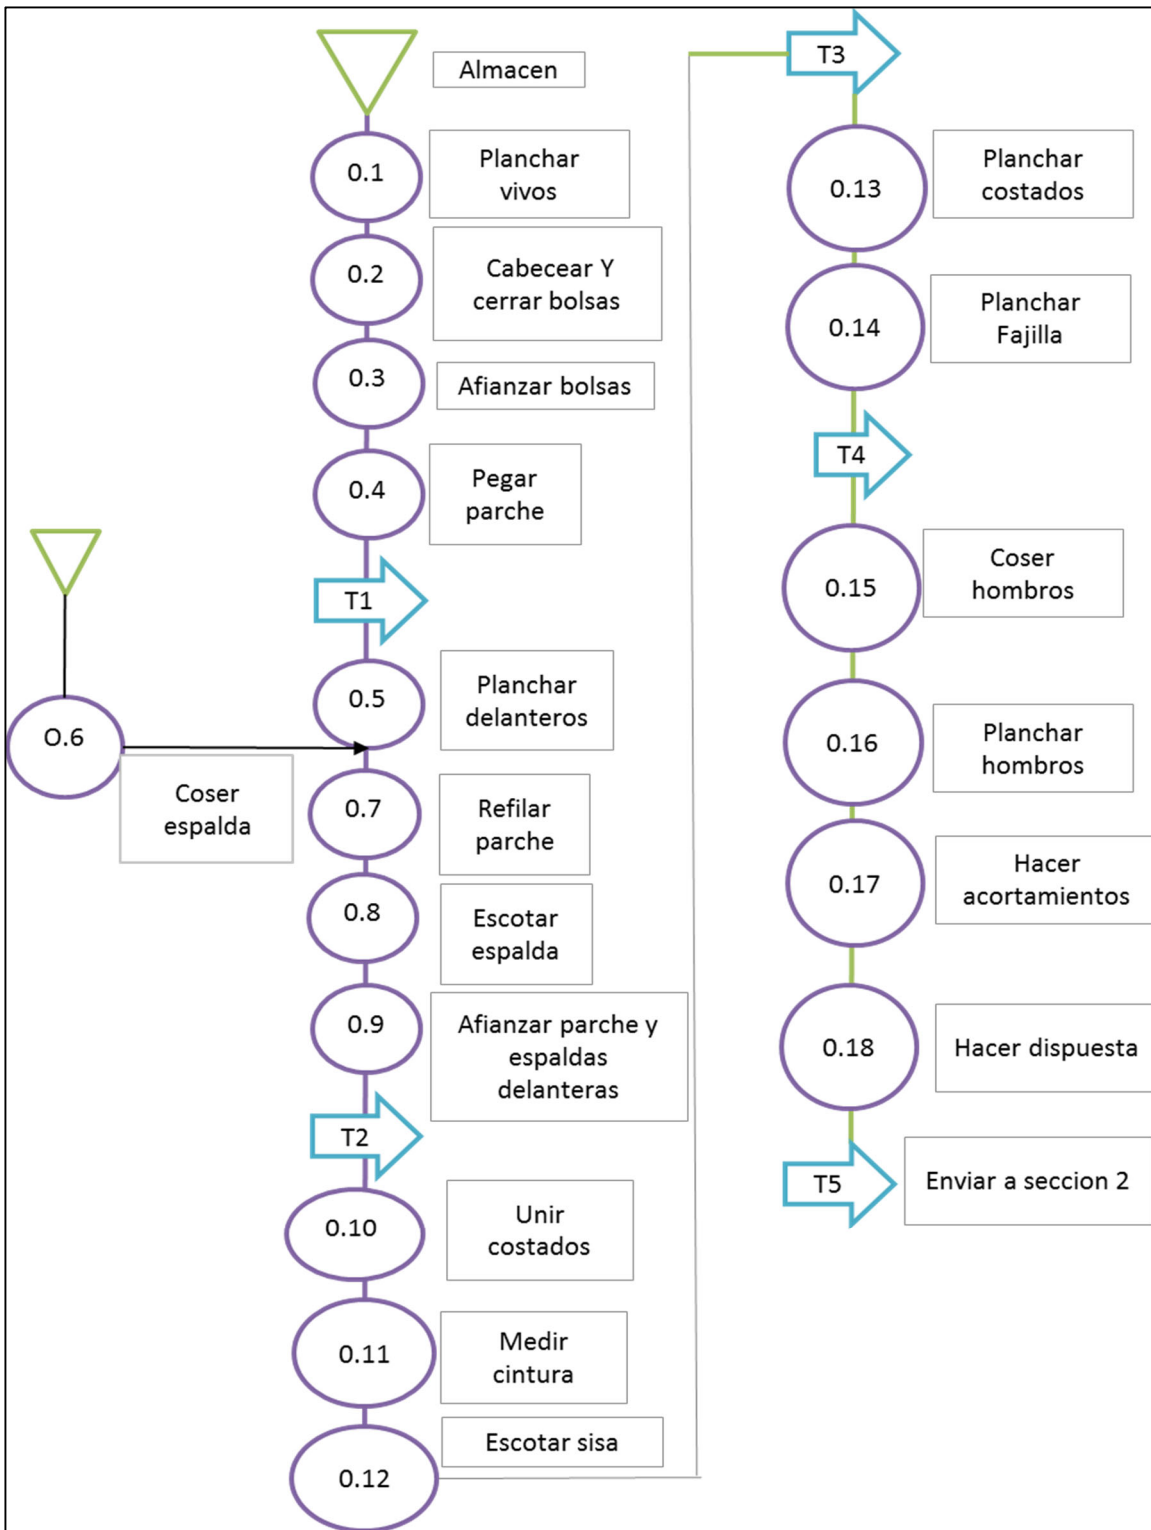 Almacen
0.1
Planchar
vivos
0.2
Cabecear Y
cerrar bolsas
0.3
Afianzar bolsas
0.4
Pegar
parche
T1
0.5
Planchar
delanteros
O.6
Coser
espalda
0.7
Refilar
parche
0.8
Escotar
espalda
0.9
Afianzar parche y
espaldas
delanteras
T2
0.10
Unir
costados
0.11
Medir
cintura
0.12
Escotar sisa
T3
0.13
Planchar
costados
0.14
Planchar
Fajilla
T4
0.15
Coser
hombros
0.16
Planchar
hombros
0.17
Hacer
acortamientos
0.18
Hacer dispuesta
T5
Enviar a seccion 2